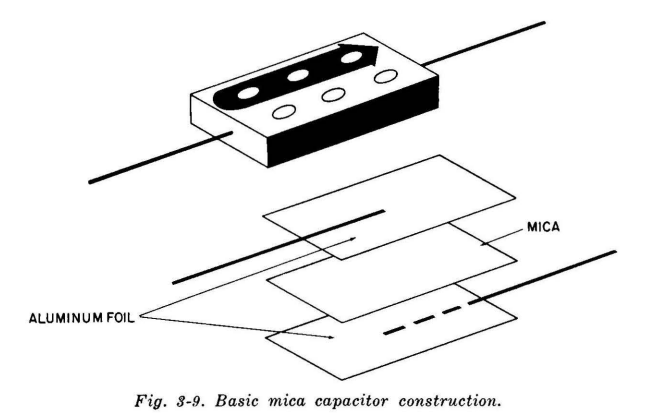 MICA
ALUMINUM FOIL
Fig. 3-9. Basic mica capacitor construction.